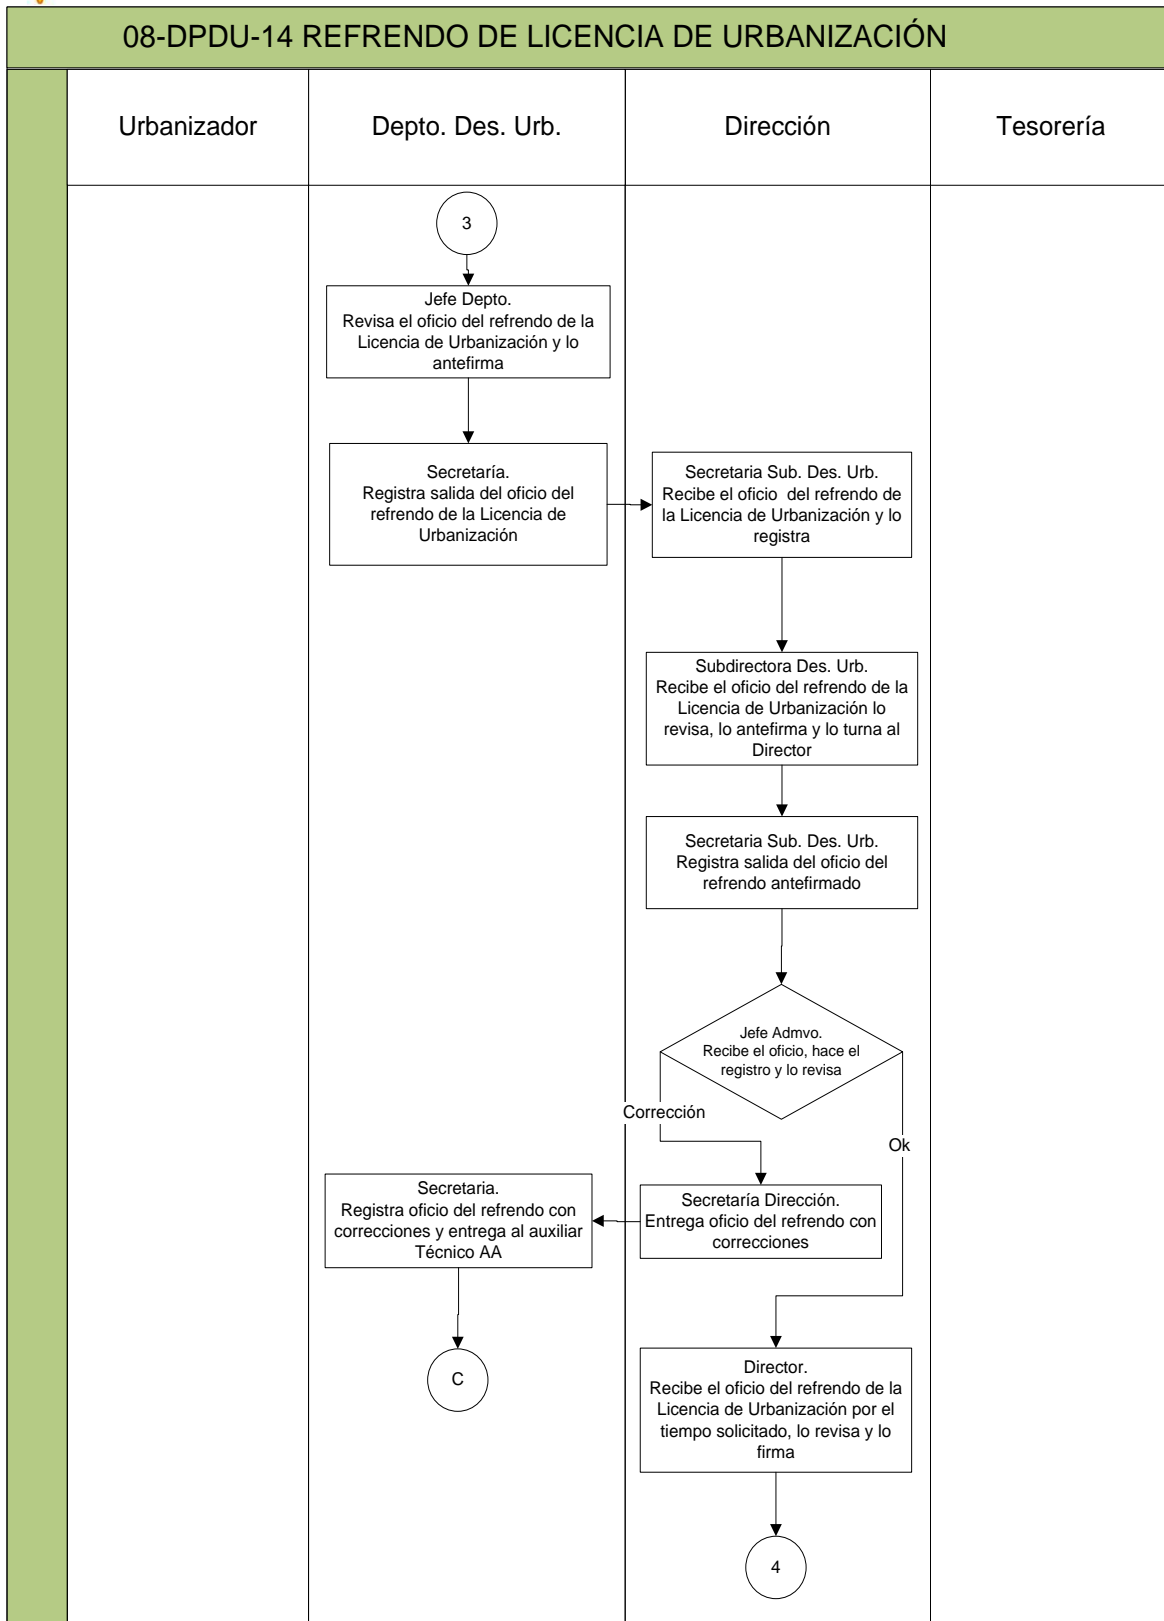 08-DPDU-14 REFRENDO DE LICENCIA DE URBANIZACIÓN
Urbanizador
Depto. Des. Urb.
Dirección
Tesorería
3
Jefe Depto.
Revisa el oficio del refrendo de la
Licencia de Urbanización y lo
antefirma
Secretaría.
Registra salida del oficio del
refrendo de la Licencia de
Urbanización
Secretaria Sub. Des. Urb.
Recibe el oficio del refrendo de
la Licencia de Urbanización y lo
registra
Subdirectora Des. Urb.
Recibe el oficio del refrendo de la
Licencia de Urbanización lo
revisa, lo antefirma y lo turna al
Director
Secretaria Sub. Des. Urb.
Registra salida del oficio del
refrendo antefirmado
Jefe Admvo.
Recibe el oficio, hace el
registro y lo revisa
Corrección
Ok
Secretaría Dirección.
Entrega oficio del refrendo con
correcciones
Secretaria.
Registra oficio del refrendo con
correcciones y entrega al auxiliar
Técnico AA
C
Director.
Recibe el oficio del refrendo de la
Licencia de Urbanización por el
tiempo solicitado, lo revisa y lo
firma
4